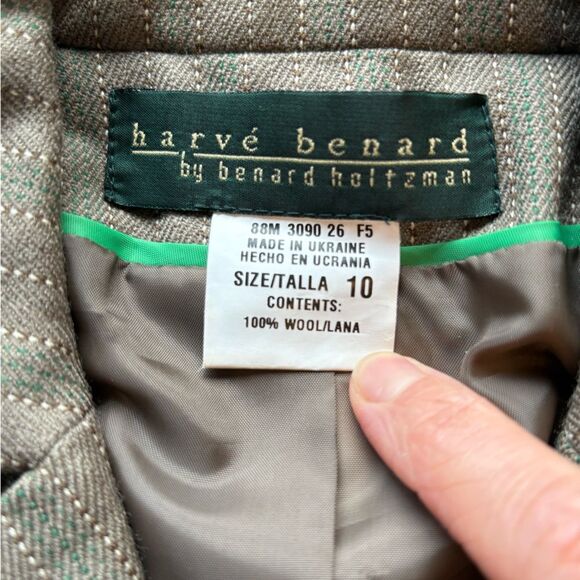 harvé benard
by benard holtzman
88M 3090 26 F5
MADE IN UKRAINE
HECHO EN UCRANIA
SIZE/TALLA 10
CONTENTS:
100% WOOL/LANA